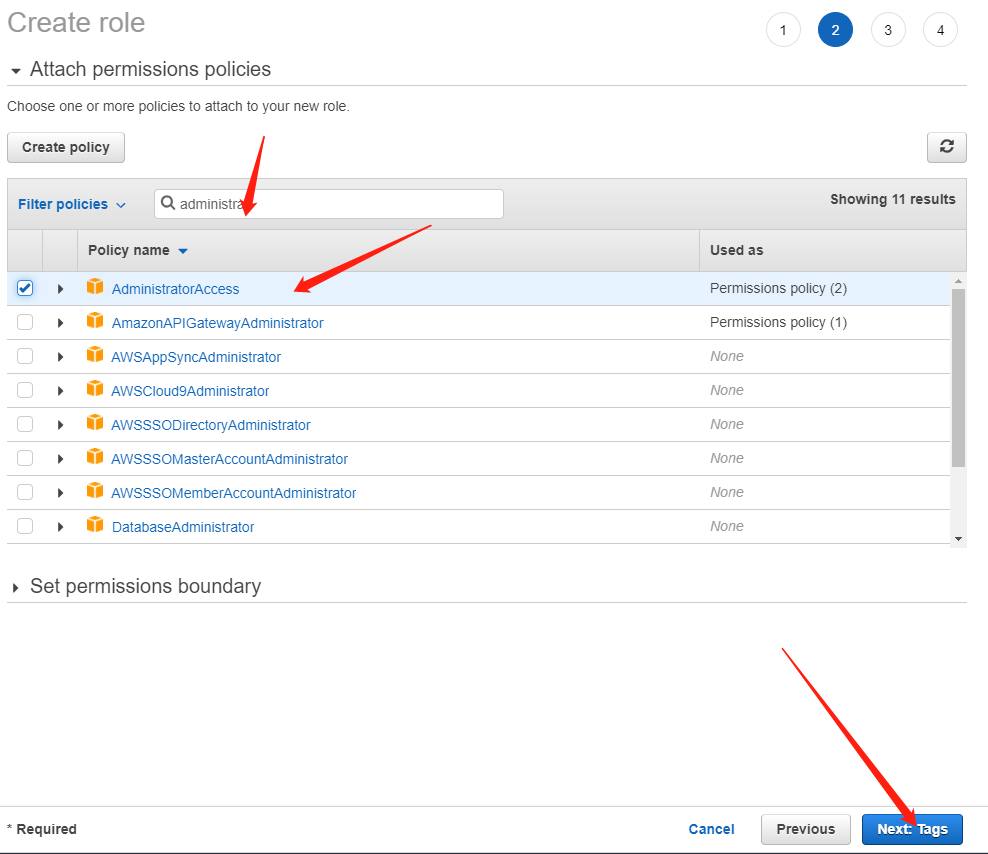 Create role
1 2 3 4
Attach permissions policies
Choose one or more policies to attach to your new role.
Create policy
Filter policies
Showing 11 results
Policy name Used as
AdministratorAccess Permissions policy (2)
AmazonAPIGatewayAdministrator Permissions policy (1)
AWSAppSyncAdministrator None
AWSCloud9Administrator None
AWSSSODirectoryAdministrator None
AWSSSOMasterAccountAdministrator None
AWSSSOMemberAccountAdministrator None
DatabaseAdministrator None
Set permissions boundary
* Required Cancel Previous Next: Tags